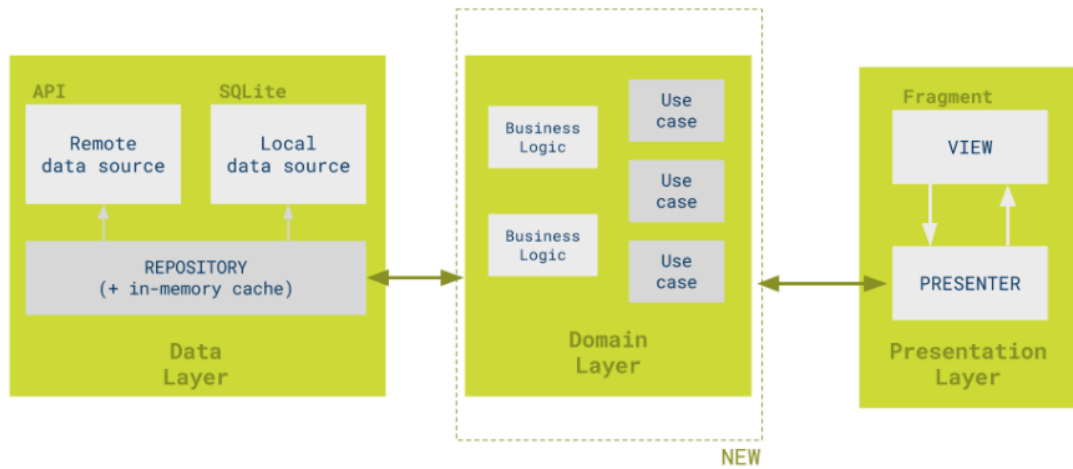 API
SQLite
Remote
data source
Local
data source
REPOSITORY
(+ in-memory cache)
Data
Layer
Business
Logic
Business
Logic
Use
case
Use
case
Use
case
Domain
Layer
NEW
Fragment
VIEW
PRESENTER
Presentation
Layer